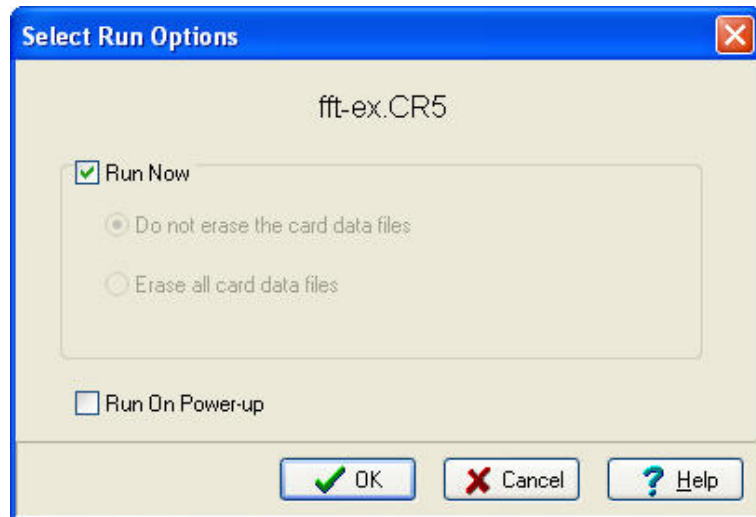 Select Run Options
fft-ex.CR5
Run Now
Do not erase the card data files
Erase all card data files
Run On Power-up
OK Cancel ? Help